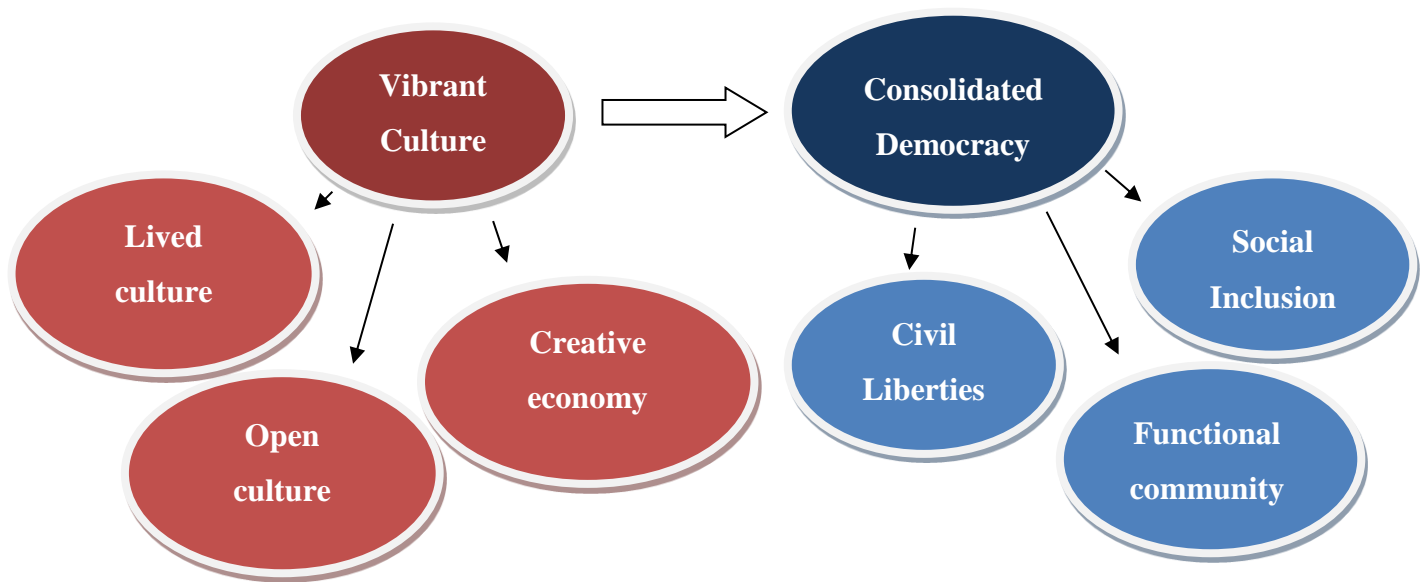 Vibrant
Culture
Consolidated
Democracy
Lived
culture
Open
culture
Creative
economy
Civil
Liberties
Social
Inclusion
Functional
community